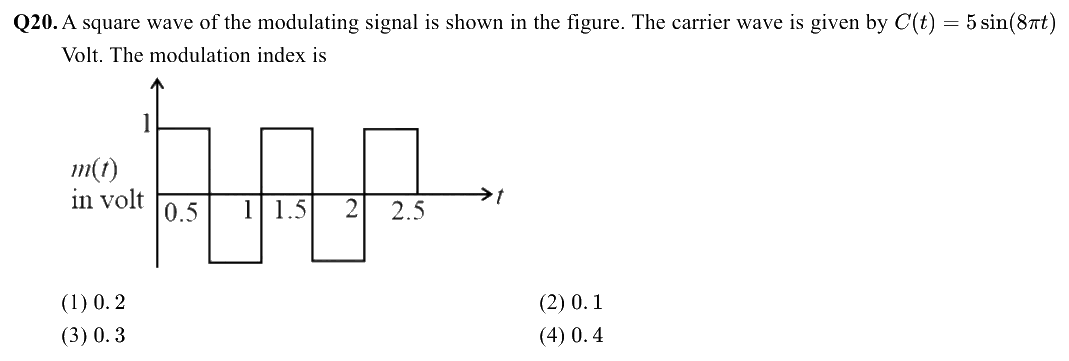 Q20. A square wave of the modulating signal is shown in the figure. The carrier wave is given by C(t) = 5 sin(8πt)
Volt. The modulation index is
1
m(t)
in volt
0.5 1 1.5 2 2.5
t
(1) 0. 2 (2) 0. 1
(3) 0. 3 (4) 0. 4